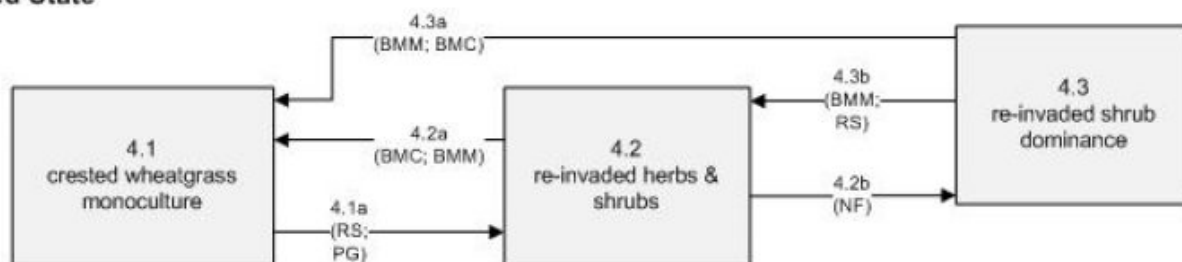 State
4.3a
(BMM; BMC)
4.3b
(BMM;
RS)
4.3
re-invaded shrub
dominance
4.2a
(BMC; BMM)
4.1
crested wheatgrass
monoculture
4.2
re-invaded herbs &
shrubs
4.1a
(RS;
PG)
4.2b
(NF)